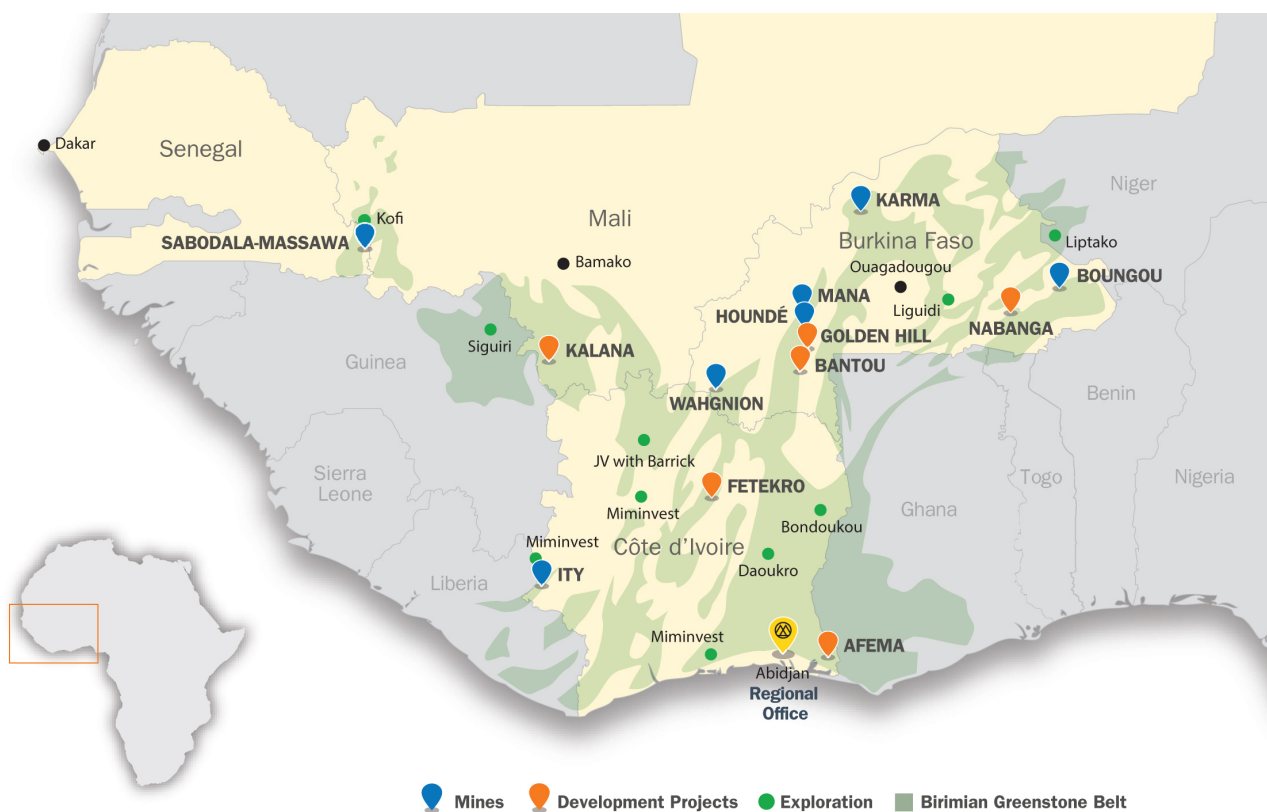 Dakar
Senegal
Kofi
SABODALA-MASSAWA
Mali
Bamako
KARMA
Niger
Burkina Faso
Liptako
Ouagadougou
BOUNGOU
MANA
Liguidi
HOUNDÉ
NABANGA
GOLDEN HILL
Siguiri
KALANA
Guinea
BANTOU
Benin
WAHGNION
JV with Barrick
Sierra
Leone
FETEKRO
Togo
Nigeria
Miminvest
Ghana
Bondoukou
Miminvest
Côte d'Ivoire
Daoukro
ITY
Liberia
Miminvest
AFEMA
Abidjan
Regional
Office
Mines
Development Projects
Exploration
Birimian Greenstone Belt